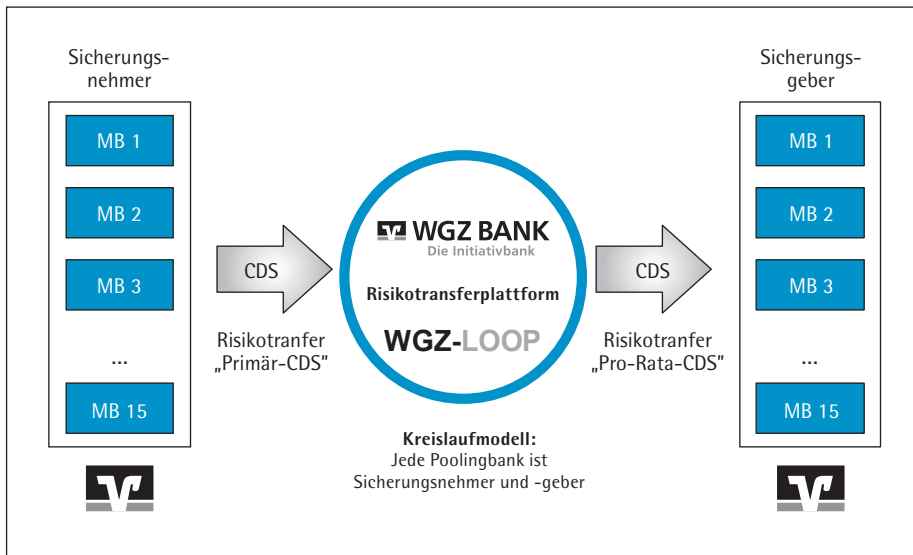 Sicherungs-
nehmer
MB 1
MB 2
MB 3
...
MB 15
CDS
Risikotranfer
„Primär-CDS"
WGZ BANK
Die Initiativbank
Risikotransferplattform
WGZ-LOOP
Kreislaufmodell:
Jede Poolingbank ist
Sicherungsnehmer und -geber
CDS
Risikotranfer
„Pro-Rata-CDS"
Sicherungs-
geber
MB 1
MB 2
MB 3
...
MB 15